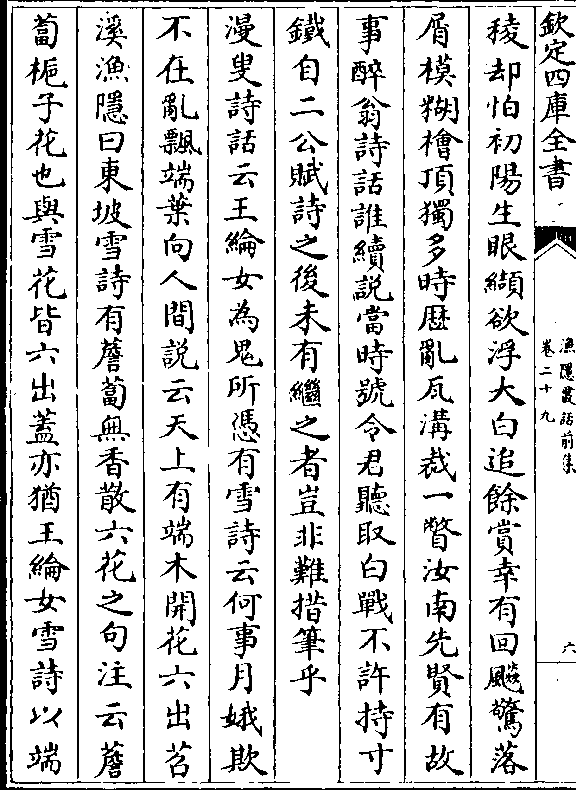 欽定四庫全書
漁隱叢話前集
卷二十九
六
稜却怕初陽生眼纈欲浮大白追餘賞幸有回飇驚落
屑模糊檜頂獨多時歴亂瓦溝裁一瞥汝南先賢有故
事醉翁詩話誰續説當時號令君聽取白戰不許持寸
鐵自二公賦詩之後未有繼之者豈非難措筆乎
漫叟詩話云王綸女為鬼所憑有雪詩云何事月娥欺
不在亂飄端葉向人間説云天上有端木開花六出苕
溪漁隱曰東坡雪詩有薝蔔無香散六花之句注云薝
蔔梔子花也與雪花皆六出蓋亦猶王綸女雪詩以端